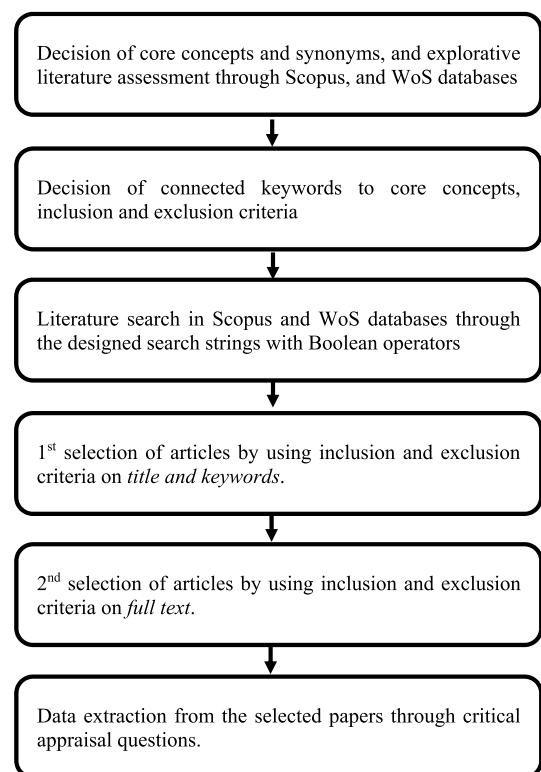 Decision of core concepts and synonyms, and explorative
literature assessment through Scopus, and WoS databases
Decision of connected keywords to core concepts,
inclusion and exclusion criteria
Literature search in Scopus and WoS databases through
the designed search strings with Boolean operators
1st selection of articles by using inclusion and exclusion
criteria on title and keywords.
2nd selection of articles by using inclusion and exclusion
criteria on full text.
Data extraction from the selected papers through critical
appraisal questions.